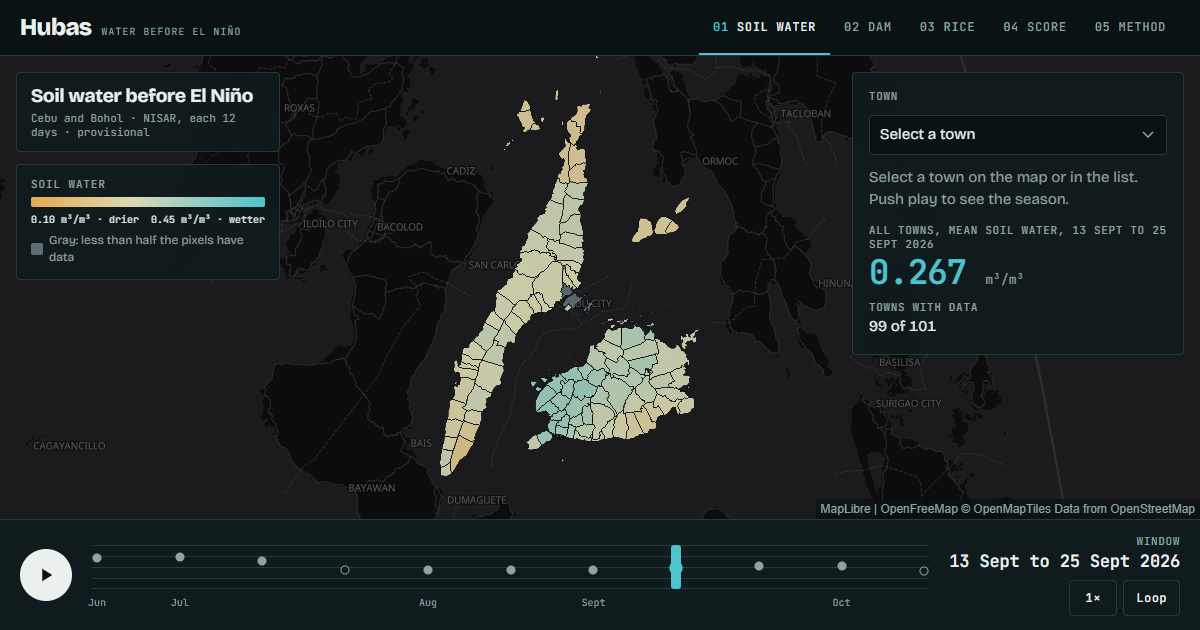 Hubas WATER BEFORE EL NIÑO
01 SOIL WATER 02 DAM 03 RICE 04 SCORE 05 METHOD
Soil water before El Niño
Cebu and Bohol · NISAR, each 12
days · provisional
SOIL WATER
0.10 m³/m³ · drier 0.45 m³/m³ · wetter
Gray: less than half the pixels have
data
ROXAS
CADIZ
ILOILO CITY
BACOLOD
SAN CARL
TACLOBAN
ORMOC
BU CITY
HINUN
BASILISA
SURIGAO CITY
CAGAYANCILLO
BAIS
BAYAWAN
DUMAGUETE
TOWN
Select a town
Select a town on the map or in the list.
Push play to see the season.
ALL TOWNS, MEAN SOIL WATER, 13 SEPT TO 25
SEPT 2026
0.267 m³/m³
TOWNS WITH DATA
99 of 101
MapLibre | OpenFreeMap © OpenMapTiles Data from OpenStreetMap
Jun Jul Aug Sept Oct
WINDOW
13 Sept to 25 Sept 2026
1× Loop